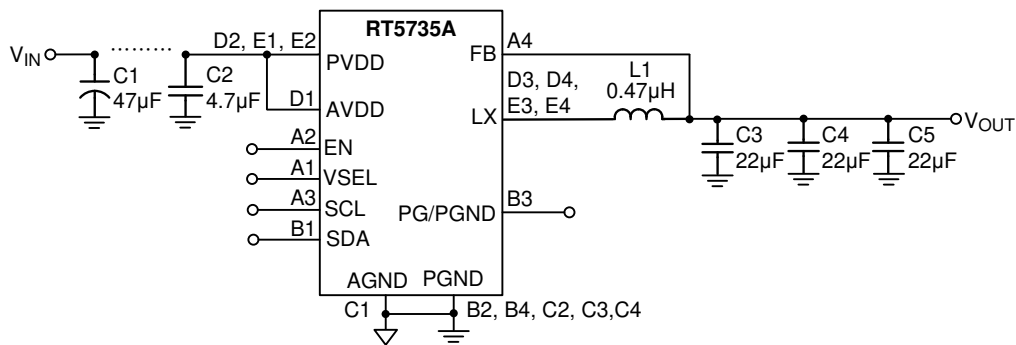 RT5735A
V_IN
C1
47µF
C2
4.7µF
D2, E1, E2
PVDD
D1
AVDD
A2
EN
A1
VSEL
A3
SCL
B1
SDA
FB
A4
D3, D4,
E3, E4
LX
L1
0.47µH
V_OUT
C3
22µF
C4
22µF
C5
22µF
PG/PGND
B3
AGND
PGND
C1
B2, B4, C2, C3,C4